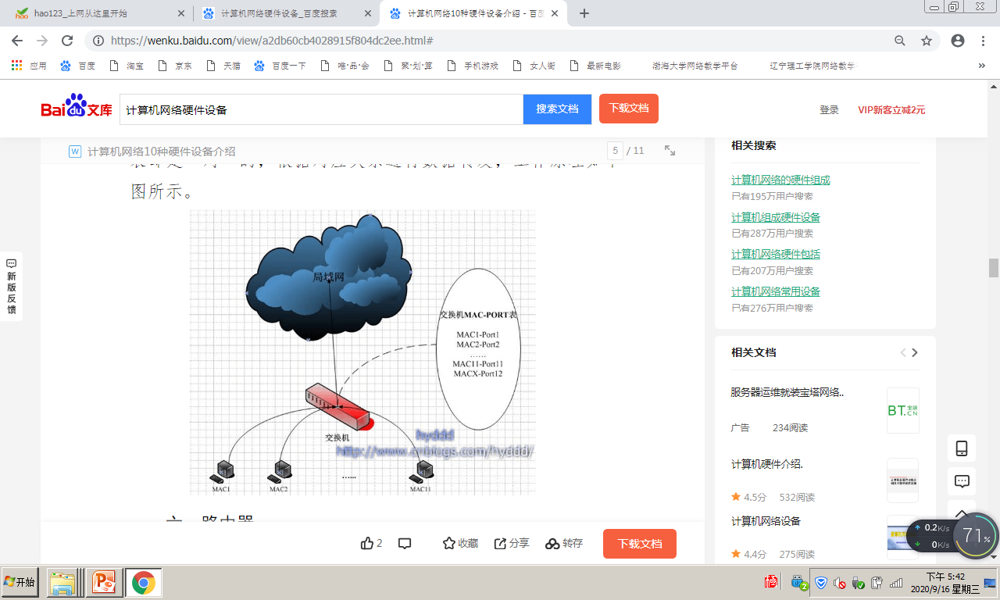 hao123_上网从这里开始
计算机网络硬件设备_百度搜索
计算机网络10种硬件设备介绍 - 百度
https://wenku.baidu.com/view/a2db60cb4028915f804dc2ee.html#
应用 百度 淘宝 京东 天猫 百度一下 唯·品·会 聚·划·算 手机游戏 女人街 最新电影 渤海大学网络教学平台 辽宁理工学院网络教学
Bai du 文库
计算机网络硬件设备
搜索文档
下载文档
登录
VIP新客立减2元
W 计算机网络10种硬件设备介绍
5 / 11
图所示。
局域网
交换机MAC-PORT表
MAC1-Port1
MAC2-Port2
……
MAC11-Port11
MACX-Port12
交换机
hyddd
http://www.cnblogs.com/hyddd/
MAC1
MAC2
……
MAC11
六、路由器
新版反馈
2
收藏
分享
转存
下载文档
相关搜索
计算机网络的硬件组成
已有195万用户搜索
计算机组成硬件设备
已有287万用户搜索
计算机网络硬件包括
已有207万用户搜索
计算机网络常用设备
已有276万用户搜索
相关文档
服务器运维就装宝塔网络..
广告 234阅读
BT.宝塔.CN
计算机硬件介绍.
4.5分 532阅读
计算机网络设备
4.4分 275阅读
0.2K/s
0K/s
71%
开始
2
下午 5:42
2020/9/16 星期三